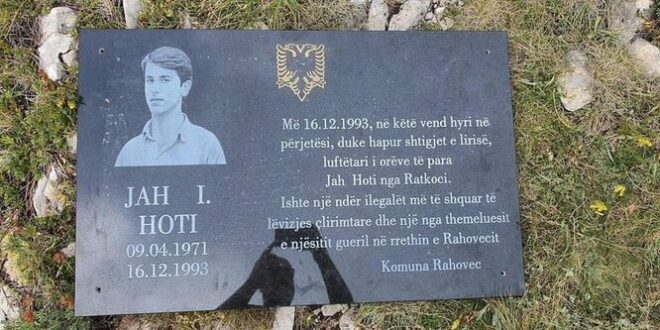 JAH I.
HOTI
09.04.1971
16.12.1993
Më 16.12.1993, në këtë vend hyri në
përjetësi, duke hapur shtigjet e lirisë,
luftëtari i orëve të para
Jah Hoti nga Ratkoci.
Ishte një ndër ilegalët më të shquar të
lëvizjes çlirimtare dhe një nga themeluesit
e njësitit gueril në rrethin e Rahovecit
Komuna Rahovec